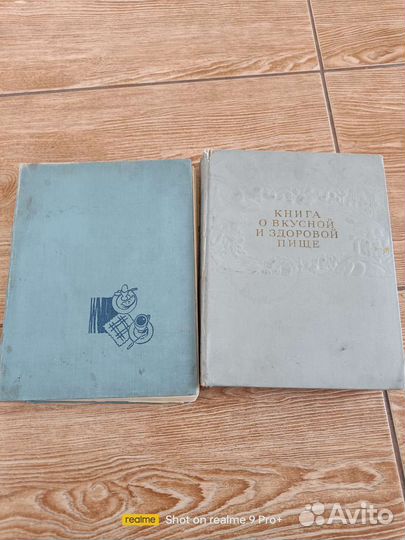 КНИГА
О ВКУСНОЙ
И ЗДОРОВОЙ
ПИЩЕ
realme Shot on realme 9 Pro+
Avito